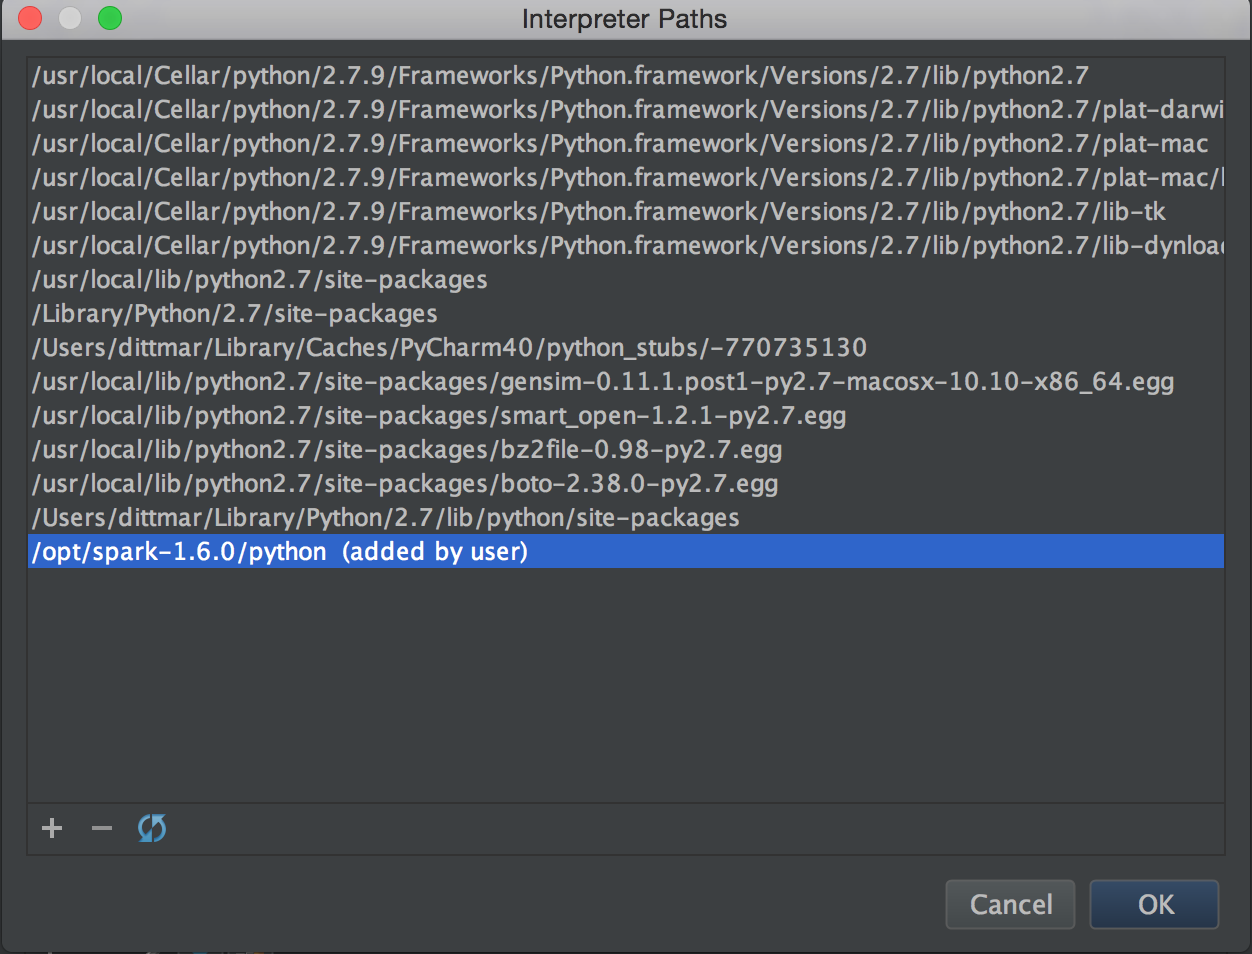 Interpreter Paths
/usr/local/Cellar/python/2.7.9/Frameworks/Python.framework/Versions/2.7/lib/python2.7
/usr/local/Cellar/python/2.7.9/Frameworks/Python.framework/Versions/2.7/lib/python2.7/plat-darwi
/usr/local/Cellar/python/2.7.9/Frameworks/Python.framework/Versions/2.7/lib/python2.7/plat-mac
/usr/local/Cellar/python/2.7.9/Frameworks/Python.framework/Versions/2.7/lib/python2.7/plat-mac/
/usr/local/Cellar/python/2.7.9/Frameworks/Python.framework/Versions/2.7/lib/python2.7/lib-tk
/usr/local/Cellar/python/2.7.9/Frameworks/Python.framework/Versions/2.7/lib/python2.7/lib-dynloa
/usr/local/lib/python2.7/site-packages
/Library/Python/2.7/site-packages
/Users/dittmar/Library/Caches/PyCharm40/python_stubs/-770735130
/usr/local/lib/python2.7/site-packages/gensim-0.11.1.post1-py2.7-macosx-10.10-x86_64.egg
/usr/local/lib/python2.7/site-packages/smart_open-1.2.1-py2.7.egg
/usr/local/lib/python2.7/site-packages/bz2file-0.98-py2.7.egg
/usr/local/lib/python2.7/site-packages/boto-2.38.0-py2.7.egg
/Users/dittmar/Library/Python/2.7/lib/python/site-packages
/opt/spark-1.6.0/python (added by user)
Cancel
OK